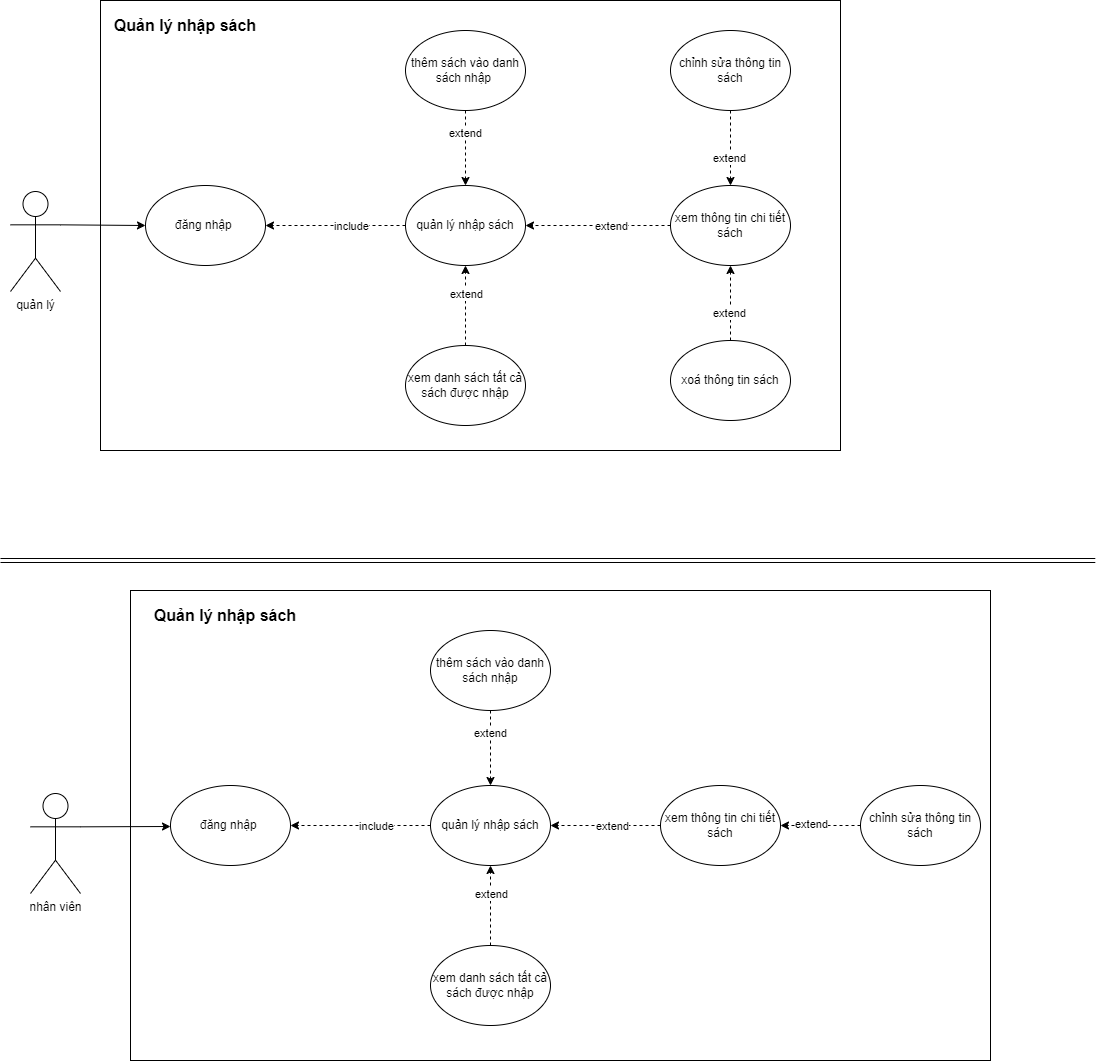 Quản lý nhập sách
thêm sách vào danh
sách nhập
chỉnh sửa thông tin
sách
extend
extend
đăng nhập
include
quản lý nhập sách
extend
xem thông tin chi tiết
sách
quản lý
extend
extend
xem danh sách tất cả
sách được nhập
xoá thông tin sách
Quản lý nhập sách
thêm sách vào danh
sách nhập
extend
đăng nhập
include
quản lý nhập sách
extend
xem thông tin chi tiết
sách
extend
chỉnh sửa thông tin
sách
nhân viên
extend
xem danh sách tất cả
sách được nhập